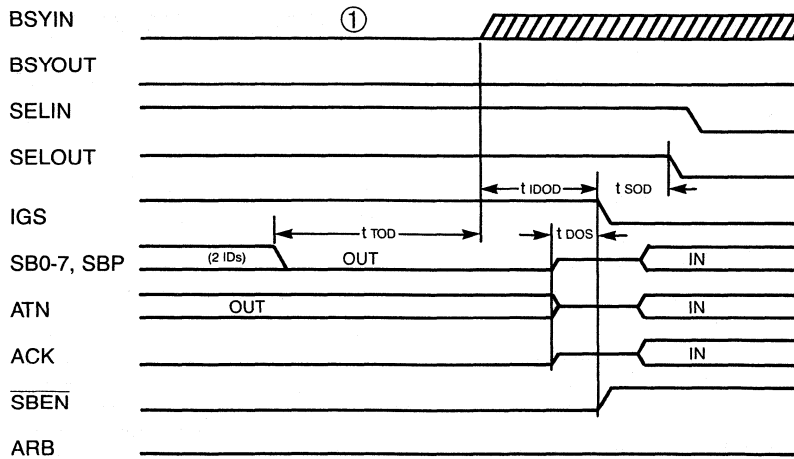 BSYIN ①
BSYOUT
SELIN
SELOUT
t IDOD t SOD
IGS
t TOD t DOS
SB0-7, SBP (2 IDs) OUT IN
ATN OUT IN
ACK IN
SBEN
ARB